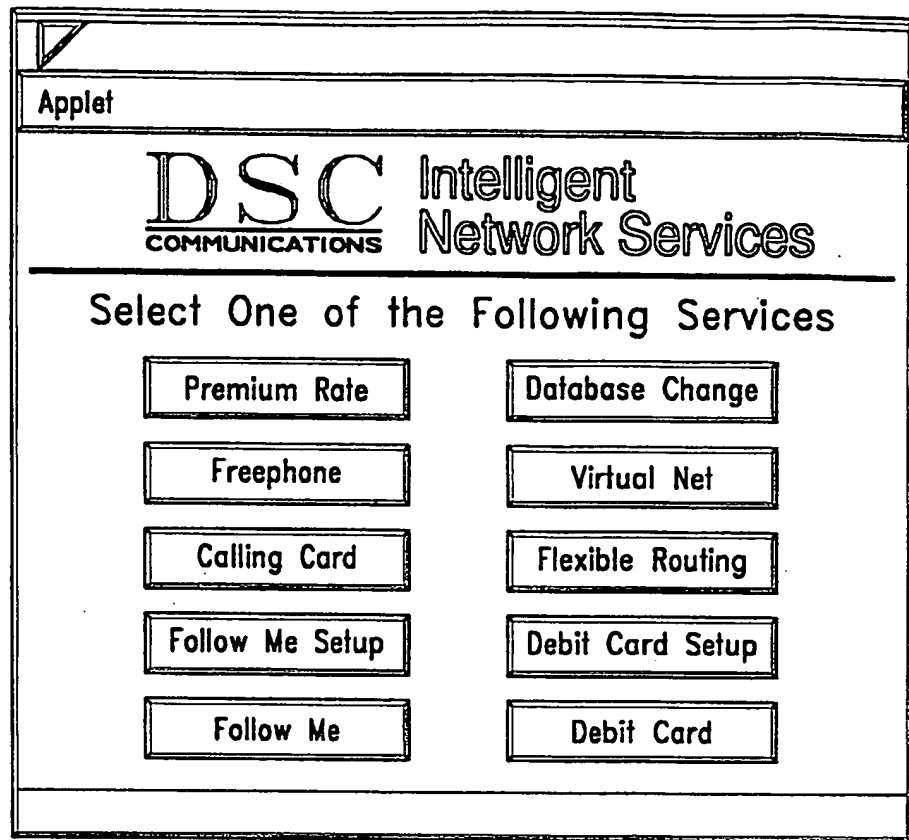 Applet
DSC
COMMUNICATIONS
Intelligent
Network Services
Select One of the Following Services
Premium Rate
Database Change
Freephone
Virtual Net
Calling Card
Flexible Routing
Follow Me Setup
Debit Card Setup
Follow Me
Debit Card